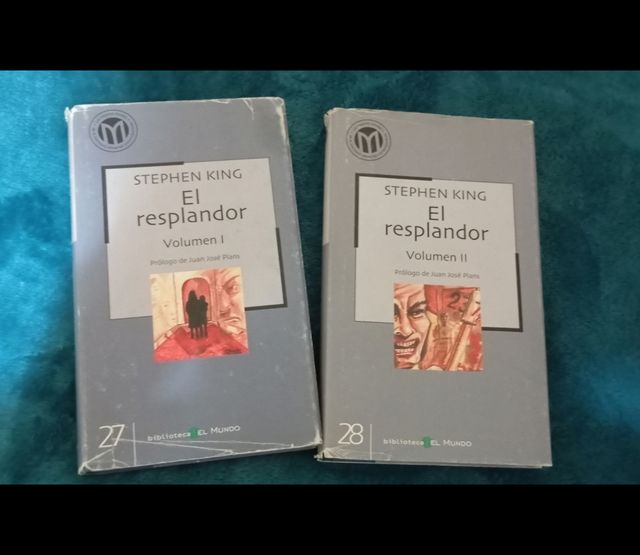 STEPHEN KING
El
resplandor
Volumen I
Prólogo de Juan José Plans
27
biblioteca EL MUNDO
STEPHEN KING
El
resplandor
Volumen II
Prólogo de Juan José Plans
237
28
biblioteca EL MUNDO